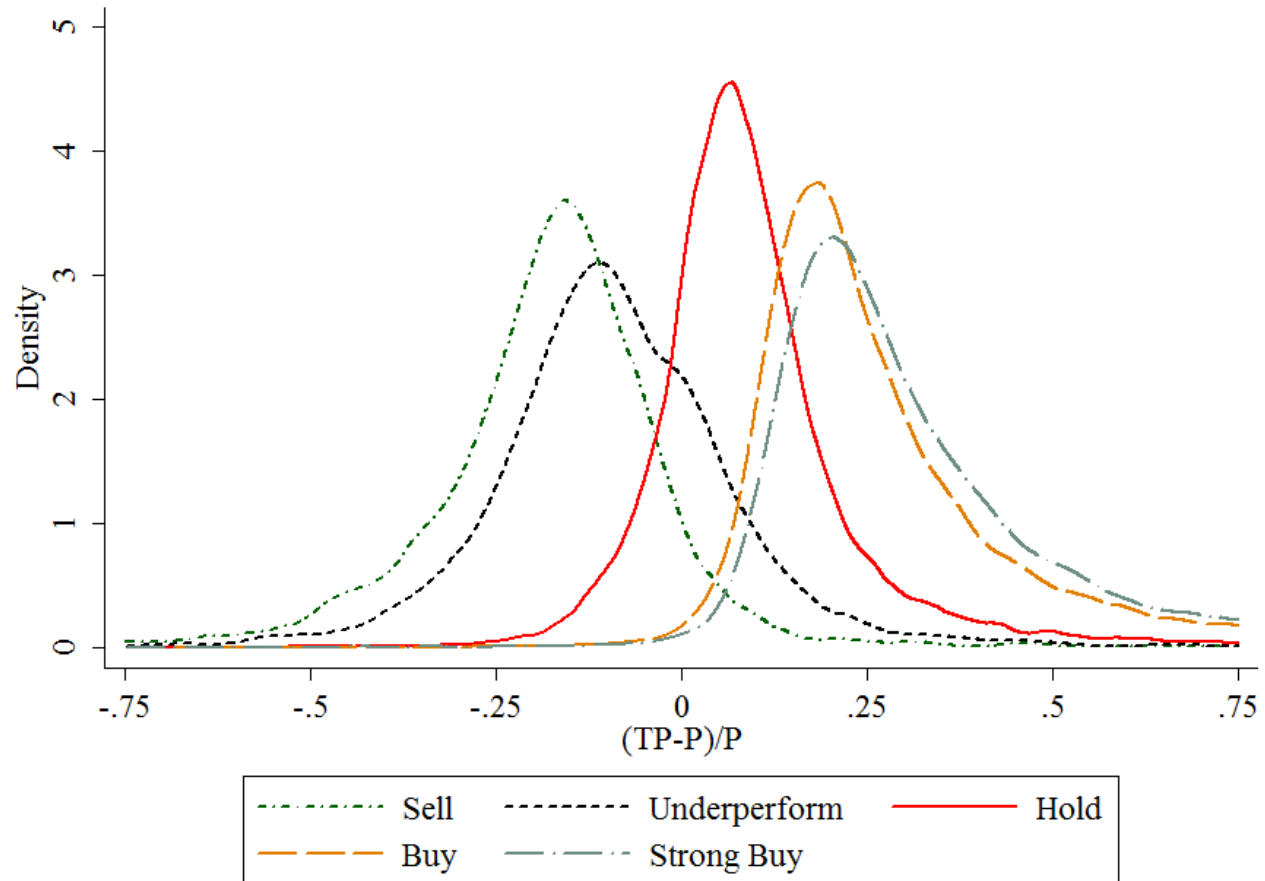 5
4
3
2
1
0
Density
-.75 -.5 -.25 0 .25 .5 .75
(TP-P)/P
Sell Underperform Hold
Buy Strong Buy